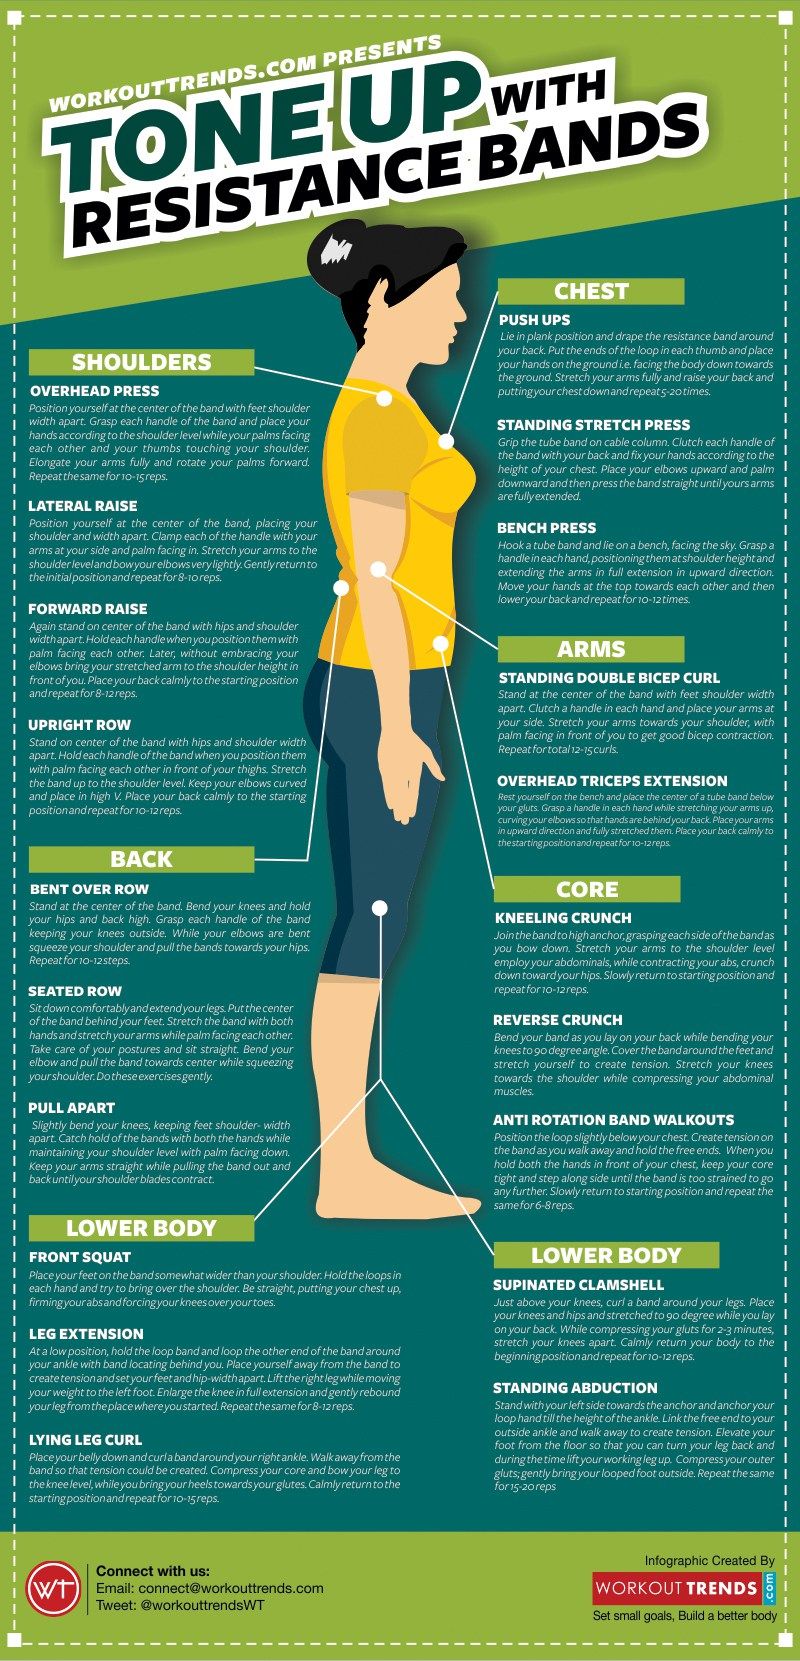 WORKOUTTRENDS.COM PRESENTS
TONE UP WITH
RESISTANCE BANDS
SHOULDERS
OVERHEAD PRESS
Position yourself at the center of the band with feet shoulder
width apart. Grasp each handle of the band and place your
hands according to the shoulder level while your palms facing
each other and your thumbs touching your shoulder.
Elongate your arms fully and rotate your palms forward.
Repeat the same for 10-15 reps.
LATERAL RAISE
Position yourself at the center of the band, placing your
shoulder and width apart. Clamp each of the handle with your
arms at your side and palm facing in. Stretch your arms to the
shoulder level and bow your elbows very lightly. Gently return to
the initial position and repeat for 8-10 reps.
FORWARD RAISE
Again stand on center of the band with hips and shoulder
width apart. Hold each handle when you position them with
palm facing each other. Later, without embracing your
elbows bring your stretched arm to the shoulder height in
front of you. Place your back calmly to the starting position
and repeat for 8-12 reps.
UPRIGHT ROW
Stand on center of the band with hips and shoulder width
apart. Hold each handle of the band when you position them
with palm facing each other in front of your thighs. Stretch
the band up to the shoulder level. Keep your elbows curved
and place in high V. Place your back calmly to the starting
position and repeat for 10-12 reps.
BACK
BENT OVER ROW
Stand at the center of the band. Bend your knees and hold
your hips and back high. Grasp each handle of the band
keeping your knees outside. While your elbows are bent
squeeze your shoulder and pull the bands towards your hips.
Repeat for 10-12 steps.
SEATED ROW
Sit down comfortably and extend your legs. Put the center
of the band behind your feet. Stretch the band with both
hands and stretch your arms while palm facing each other.
Take care of your postures and sit straight. Bend your
elbow and pull the band towards center while squeezing
your shoulder. Do these exercises gently.
PULL APART
Slightly bend your knees, keeping feet shoulder- width
apart. Catch hold of the bands with both the hands while
maintaining your shoulder level with palm facing down.
Keep your arms straight while pulling the band out and
back until your shoulder blades contract.
LOWER BODY
FRONT SQUAT
Place your feet on the band somewhat wider than your shoulder. Hold the loops in
each hand and try to bring over the shoulder. Be straight, putting your chest up,
firming your abs and forcing your knees over your toes.
LEG EXTENSION
At a low position, hold the loop band and loop the other end of the band around
your ankle with band locating behind you. Place yourself away from the band to
create tension and set your feet and hip-width apart. Lift the right leg while moving
your weight to the left foot. Enlarge the knee in full extension and gently rebound
your leg from the place where you started. Repeat the same for 8-12 reps.
LYING LEG CURL
Place your belly down and curl a band around your right ankle. Walk away from the
band so that tension could be created. Compress your core and bow your leg to
the knee level, while you bring your heels towards your glutes. Calmly return to the
starting position and repeat for 10-15 reps.
CHEST
PUSH UPS
Lie in plank position and drape the resistance band around
your back. Put the ends of the loop in each thumb and place
your hands on the ground i.e. facing the body down towards
the ground. Stretch your arms fully and raise your back and
putting your chest down and repeat 5-20 times.
STANDING STRETCH PRESS
Grip the tube band on cable column. Clutch each handle of
the band with your back and fix your hands according to the
height of your chest. Place your elbows upward and palm
downward and then press the band straight until yours arms
are fully extended.
BENCH PRESS
Hook a tube band and lie on a bench, facing the sky. Grasp a
handle in each hand, positioning them at shoulder height and
extending the arms in full extension in upward direction.
Move your hands at the top towards each other and then
lower your back and repeat for 10-12 times.
ARMS
STANDING DOUBLE BICEP CURL
Stand at the center of the band with feet shoulder width
apart. Clutch a handle in each hand and place your arms at
your side. Stretch your arms towards your shoulder, with
palm facing in front of you to get good bicep contraction.
Repeat for total 12-15 curls.
OVERHEAD TRICEPS EXTENSION
Rest yourself on the bench and place the center of a tube band below
your gluts. Grasp a handle in each hand while stretching your arms up,
curving your elbows so that hands are behind your back. Place your arms
in upward direction and fully stretched them. Place your back calmly to
the starting position and repeat for 10-12 reps.
CORE
KNEELING CRUNCH
Join the band to high anchor, grasping each side of the band as
you bow down. Stretch your arms to the shoulder level
employ your abdominals, while contracting your abs, crunch
down toward your hips. Slowly return to starting position and
repeat for 10-12 reps.
REVERSE CRUNCH
Bend your band as you lay on your back while bending your
knees to 90 degree angle. Cover the band around the feet and
stretch yourself to create tension. Stretch your knees
towards the shoulder while compressing your abdominal
muscles.
ANTI ROTATION BAND WALKOUTS
Position the loop slightly below your chest. Create tension on
the band as you walk away and hold the free ends. When you
hold both the hands in front of your chest, keep your core
tight and step along side until the band is too strained to go
any further. Slowly return to starting position and repeat the
same for 6-8 reps.
LOWER BODY
SUPINATED CLAMSHELL
Just above your knees, curl a band around your legs. Place
your knees and hips and stretched to 90 degree while you lay
on your back. While compressing your gluts for 2-3 minutes,
stretch your knees apart. Calmly return your body to the
beginning position and repeat for 10-12 reps.
STANDING ABDUCTION
Stand with your left side towards the anchor and anchor your
loop hand till the height of the ankle. Link the free end to your
outside ankle and walk away to create tension. Elevate your
foot from the floor so that you can turn your leg back and
during the time lift your working leg up. Compress your outer
gluts; gently bring your looped foot outside. Repeat the same
for 15-20 reps
WT
Connect with us:
Email: connect@workouttrends.com
Tweet: @workouttrendsWT
Infographic Created By
WORKOUT TRENDS .com
Set small goals, Build a better body